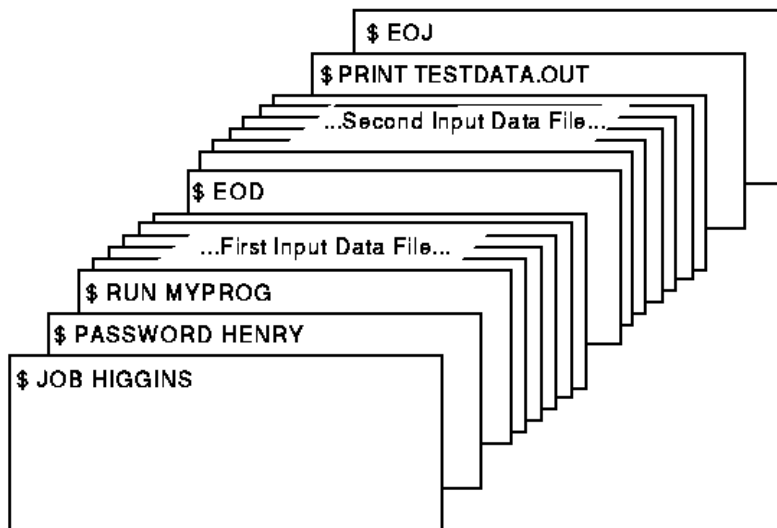 $ EOJ
$ PRINT TESTDATA.OUT
...Second Input Data File...
$ EOD
...First Input Data File...
$ RUN MYPROG
$ PASSWORD HENRY
$ JOB HIGGINS